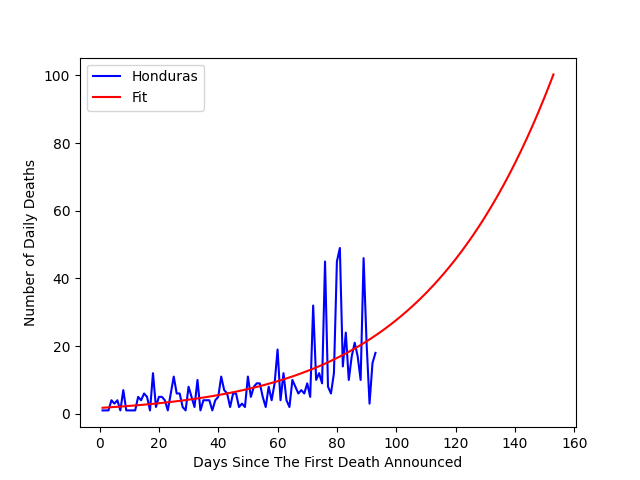 Honduras
Fit
100
80
60
40
20
0
Number of Daily Deaths
0 20 40 60 80 100 120 140 160
Days Since The First Death Announced